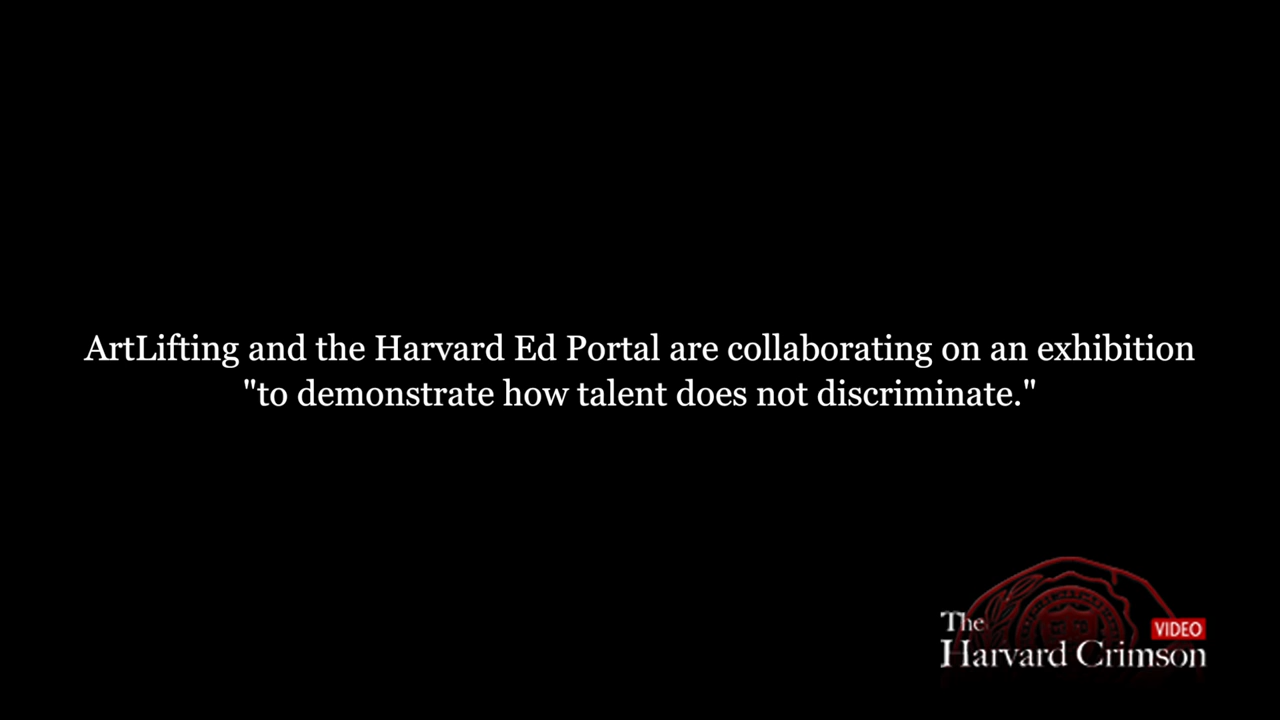 ArtLifting and the Harvard Ed Portal are collaborating on an exhibition
"to demonstrate how talent does not discriminate."
The
VIDEO
Harvard Crimson